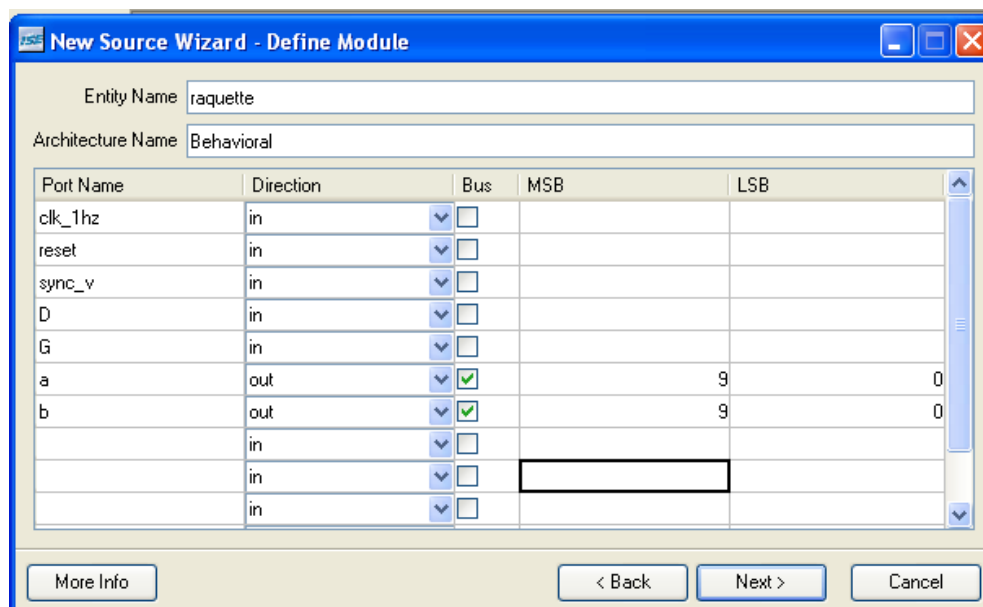 ISE New Source Wizard - Define Module
Entity Name raquette
Architecture Name Behavioral
Port Name Direction Bus MSB LSB
clk_1hz in
reset in
sync_v in
D in
G in
a out 9 0
b out 9 0
in
in
in
More Info < Back Next > Cancel